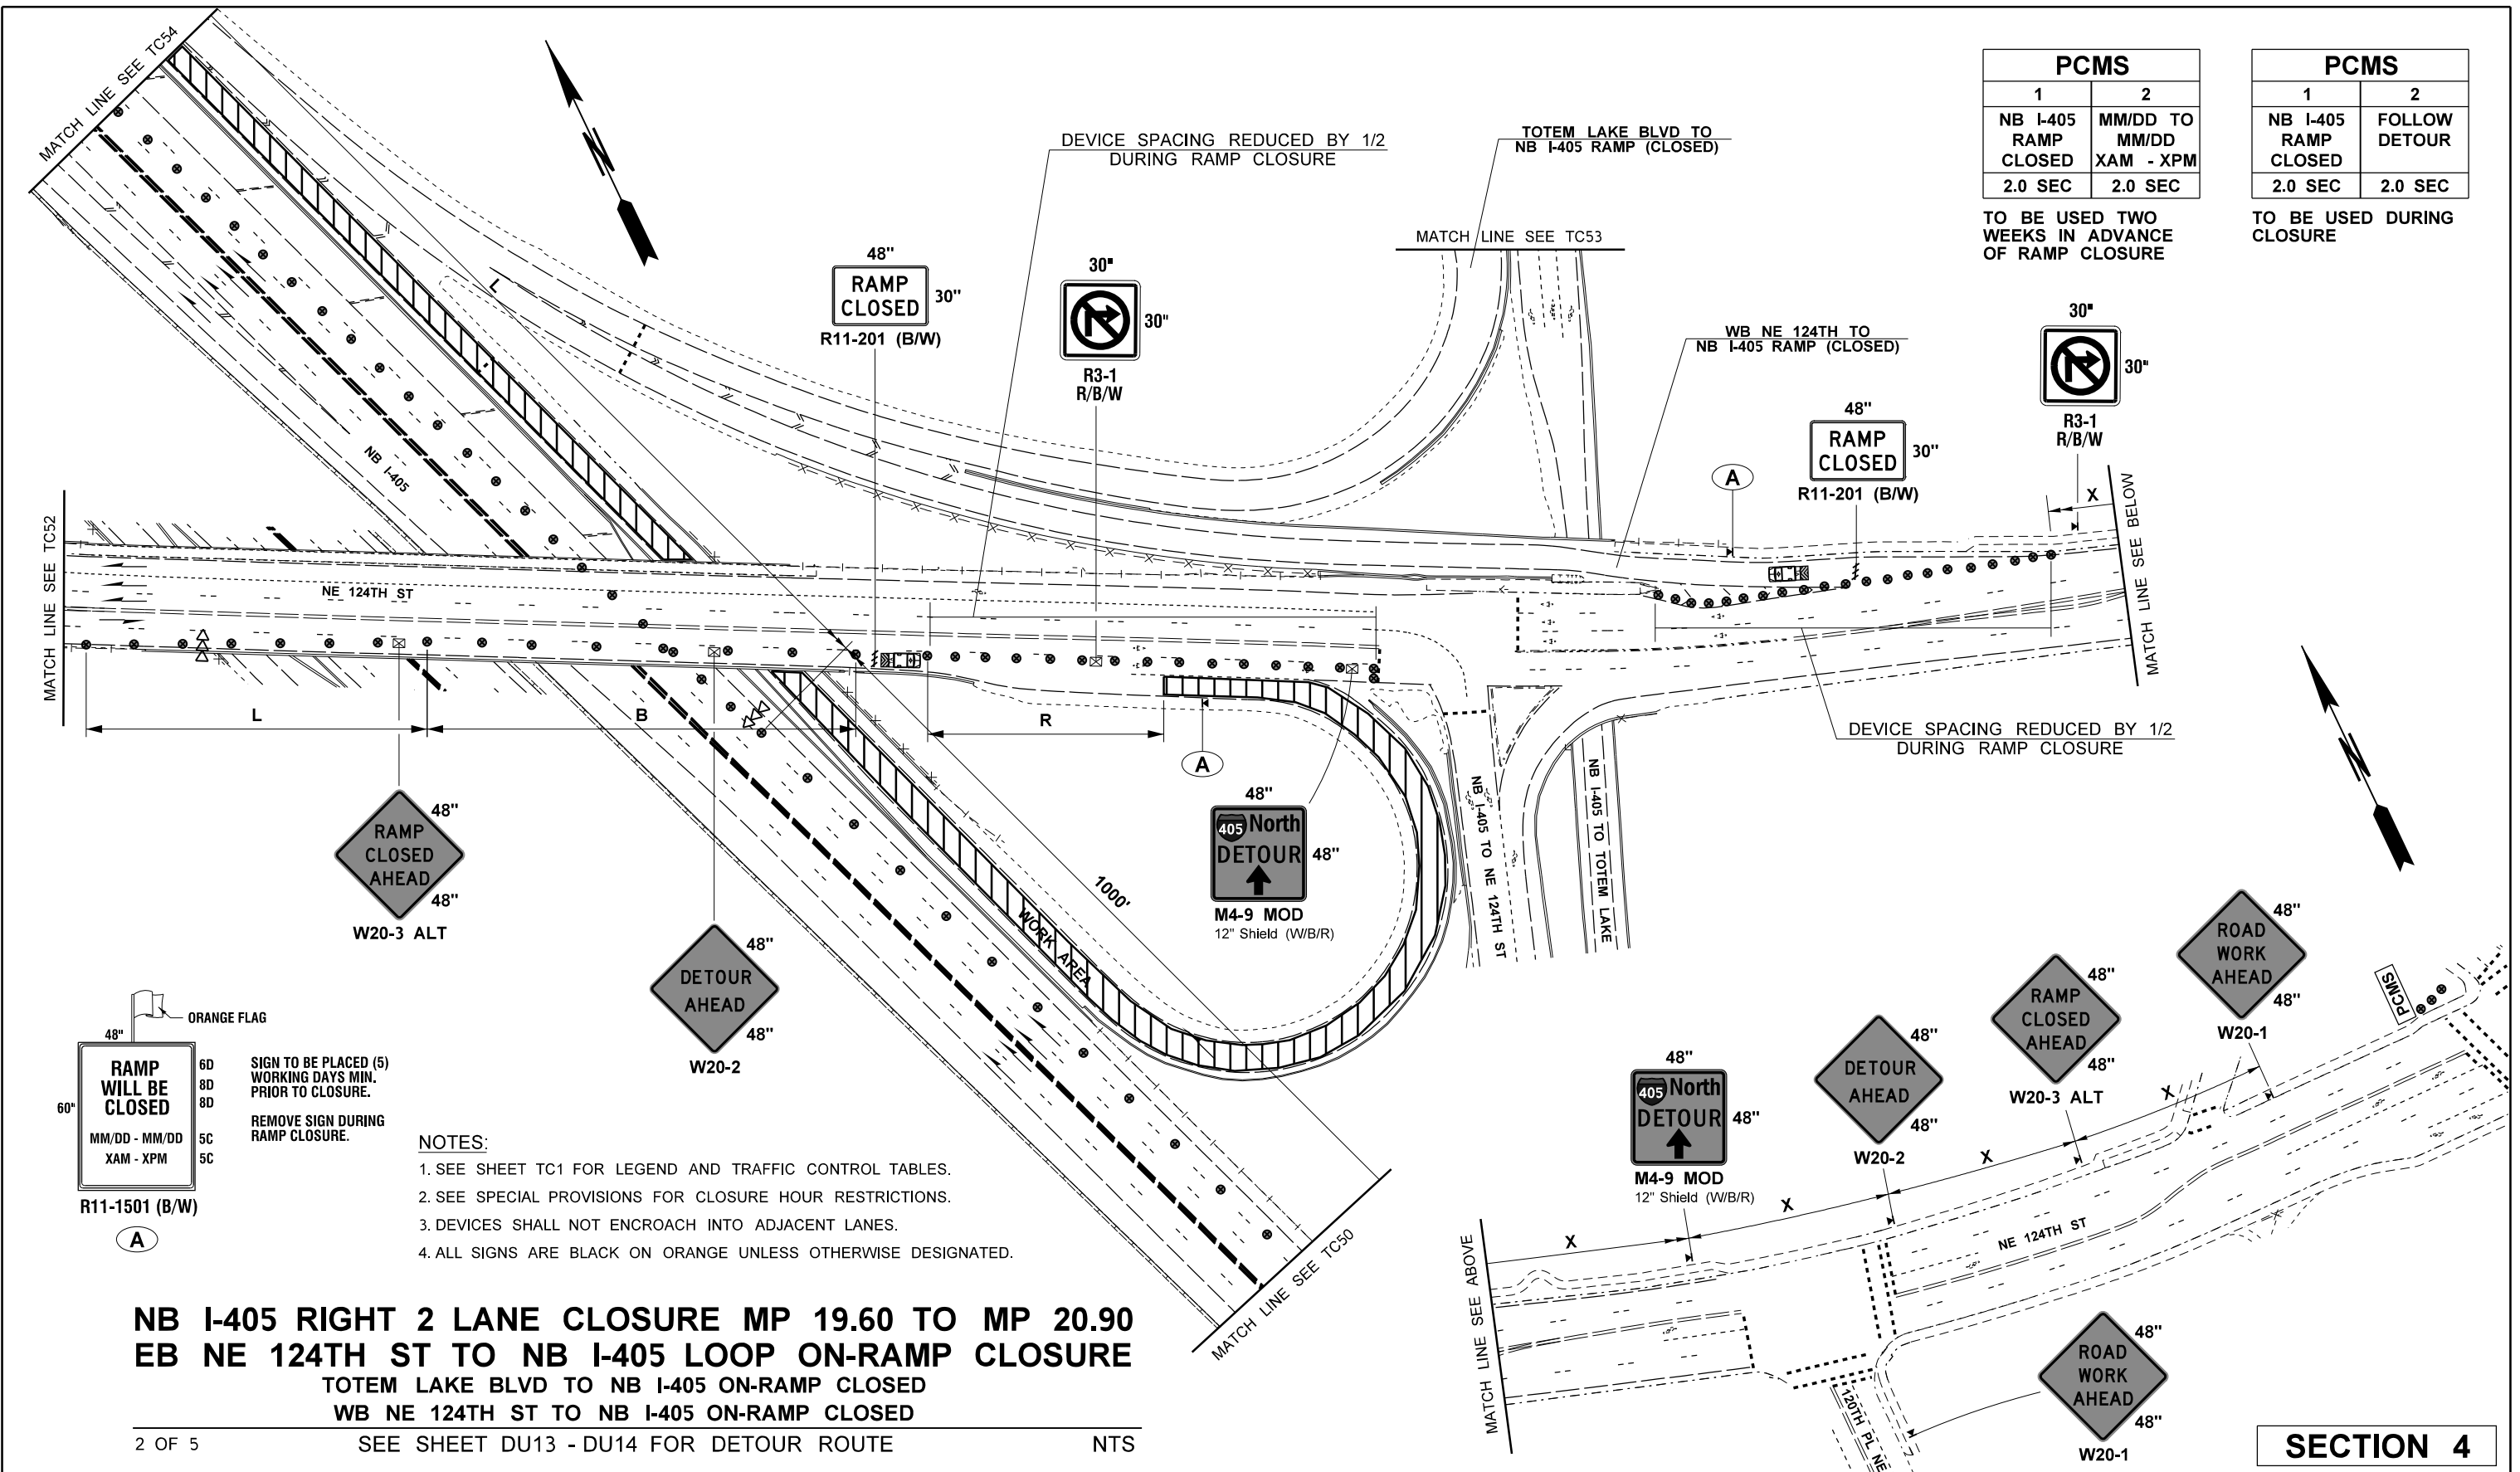 MATCH LINE SEE TC54
DEVICE SPACING REDUCED BY 1/2
DURING RAMP CLOSURE
TOTEM LAKE BLVD TO
NB I-405 RAMP (CLOSED)
MATCH LINE SEE TC53
PCMS
1 2
NB I-405 MM/DD TO
RAMP MM/DD
CLOSED XAM - XPM
2.0 SEC 2.0 SEC
TO BE USED TWO
WEEKS IN ADVANCE
OF RAMP CLOSURE
PCMS
1 2
NB I-405 FOLLOW
RAMP DETOUR
CLOSED
2.0 SEC 2.0 SEC
TO BE USED DURING
CLOSURE
N
L
48"
RAMP
CLOSED
30"
R11-201 (B/W)
30"
30"
R3-1
R/B/W
WB NE 124TH TO
NB I-405 RAMP (CLOSED)
A
48"
RAMP
CLOSED
30"
R11-201 (B/W)
30"
30"
R3-1
R/B/W
X
MATCH LINE SEE BELOW
MATCH LINE SEE TC52
NB I-405
NE 124TH ST
L
B
R
A
DEVICE SPACING REDUCED BY 1/2
DURING RAMP CLOSURE
N
RAMP
CLOSED
AHEAD
48"
48"
W20-3 ALT
DETOUR
AHEAD
48"
48"
W20-2
WORK AREA
1000'
48"
405 North
DETOUR
48"
M4-9 MOD
12" Shield (W/B/R)
NB I-405 TO NE 124TH ST
NB I-405 TO TOTEM LAKE
ORANGE FLAG
48"
60"
RAMP 6D
WILL BE 8D
CLOSED 8D
MM/DD - MM/DD 5C
XAM - XPM 5C
R11-1501 (B/W)
A
SIGN TO BE PLACED (5)
WORKING DAYS MIN.
PRIOR TO CLOSURE.
REMOVE SIGN DURING
RAMP CLOSURE.
NOTES:
1. SEE SHEET TC1 FOR LEGEND AND TRAFFIC CONTROL TABLES.
2. SEE SPECIAL PROVISIONS FOR CLOSURE HOUR RESTRICTIONS.
3. DEVICES SHALL NOT ENCROACH INTO ADJACENT LANES.
4. ALL SIGNS ARE BLACK ON ORANGE UNLESS OTHERWISE DESIGNATED.
MATCH LINE SEE TC50
48"
405 North
DETOUR
48"
M4-9 MOD
12" Shield (W/B/R)
DETOUR
AHEAD
48"
48"
W20-2
RAMP
CLOSED
AHEAD
48"
48"
W20-3 ALT
ROAD
WORK
AHEAD
48"
48"
W20-1
PCMS
X
X
X
X
NE 124TH ST
MATCH LINE SEE ABOVE
120TH PL NE
ROAD
WORK
AHEAD
48"
48"
W20-1
NB I-405 RIGHT 2 LANE CLOSURE MP 19.60 TO MP 20.90
EB NE 124TH ST TO NB I-405 LOOP ON-RAMP CLOSURE
TOTEM LAKE BLVD TO NB I-405 ON-RAMP CLOSED
WB NE 124TH ST TO NB I-405 ON-RAMP CLOSED
2 OF 5 SEE SHEET DU13 - DU14 FOR DETOUR ROUTE NTS
SECTION 4